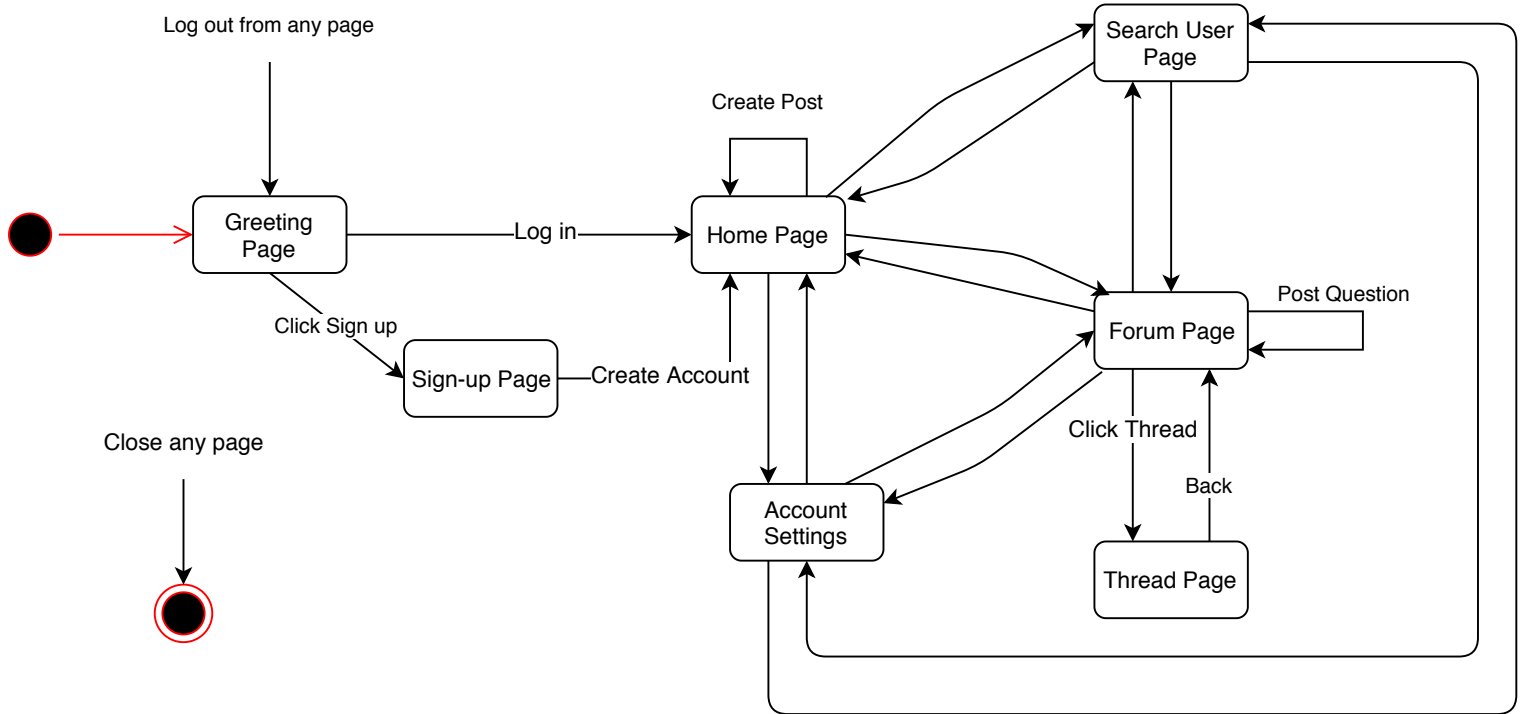 Log out from any page
Search User
Page
Create Post
Greeting
Page
Log in
Home Page
Post Question
Click Sign up
Forum Page
Sign-up Page
Create Account
Close any page
Click Thread
Back
Account
Settings
Thread Page